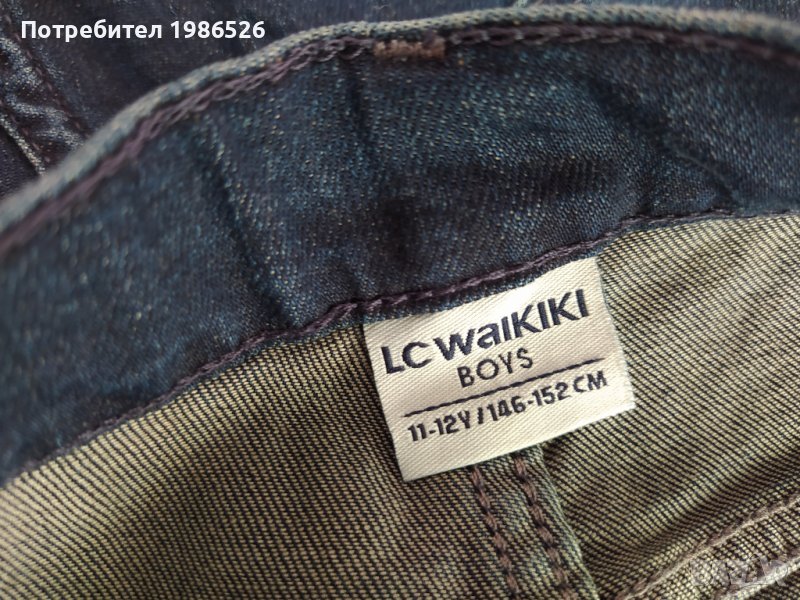 Потребител 1986526
LC WaiKIKI
BOYS
11-12Y / 146-152 CM